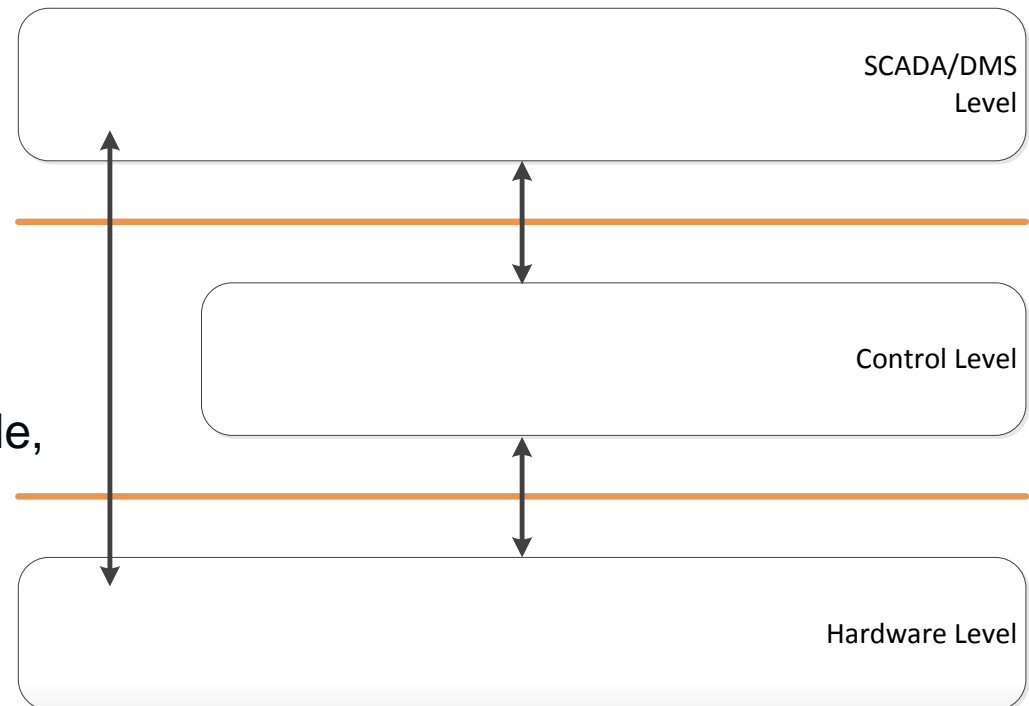 SCADA/DMS
Level
Control Level
le,
Hardware Level